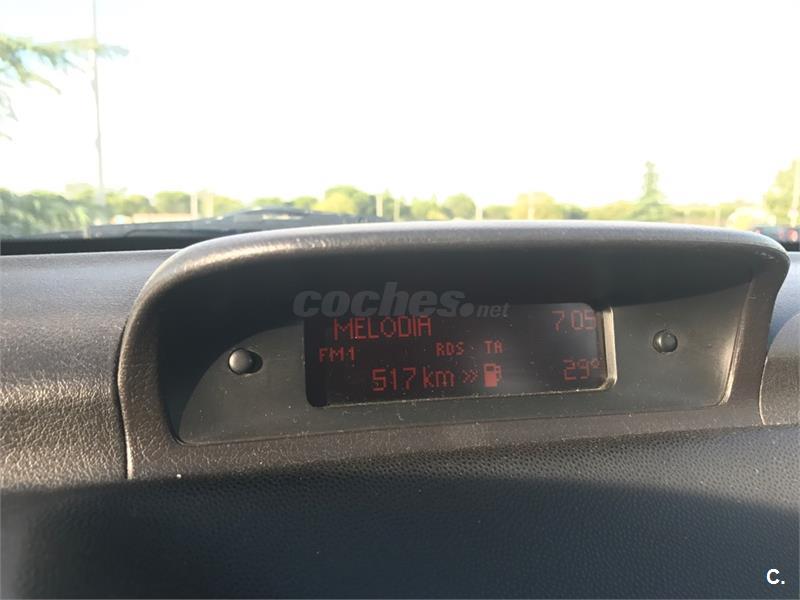 coches.net
MELODIA 7:05
FM1 RDS · TA
517 km » 29°
C.